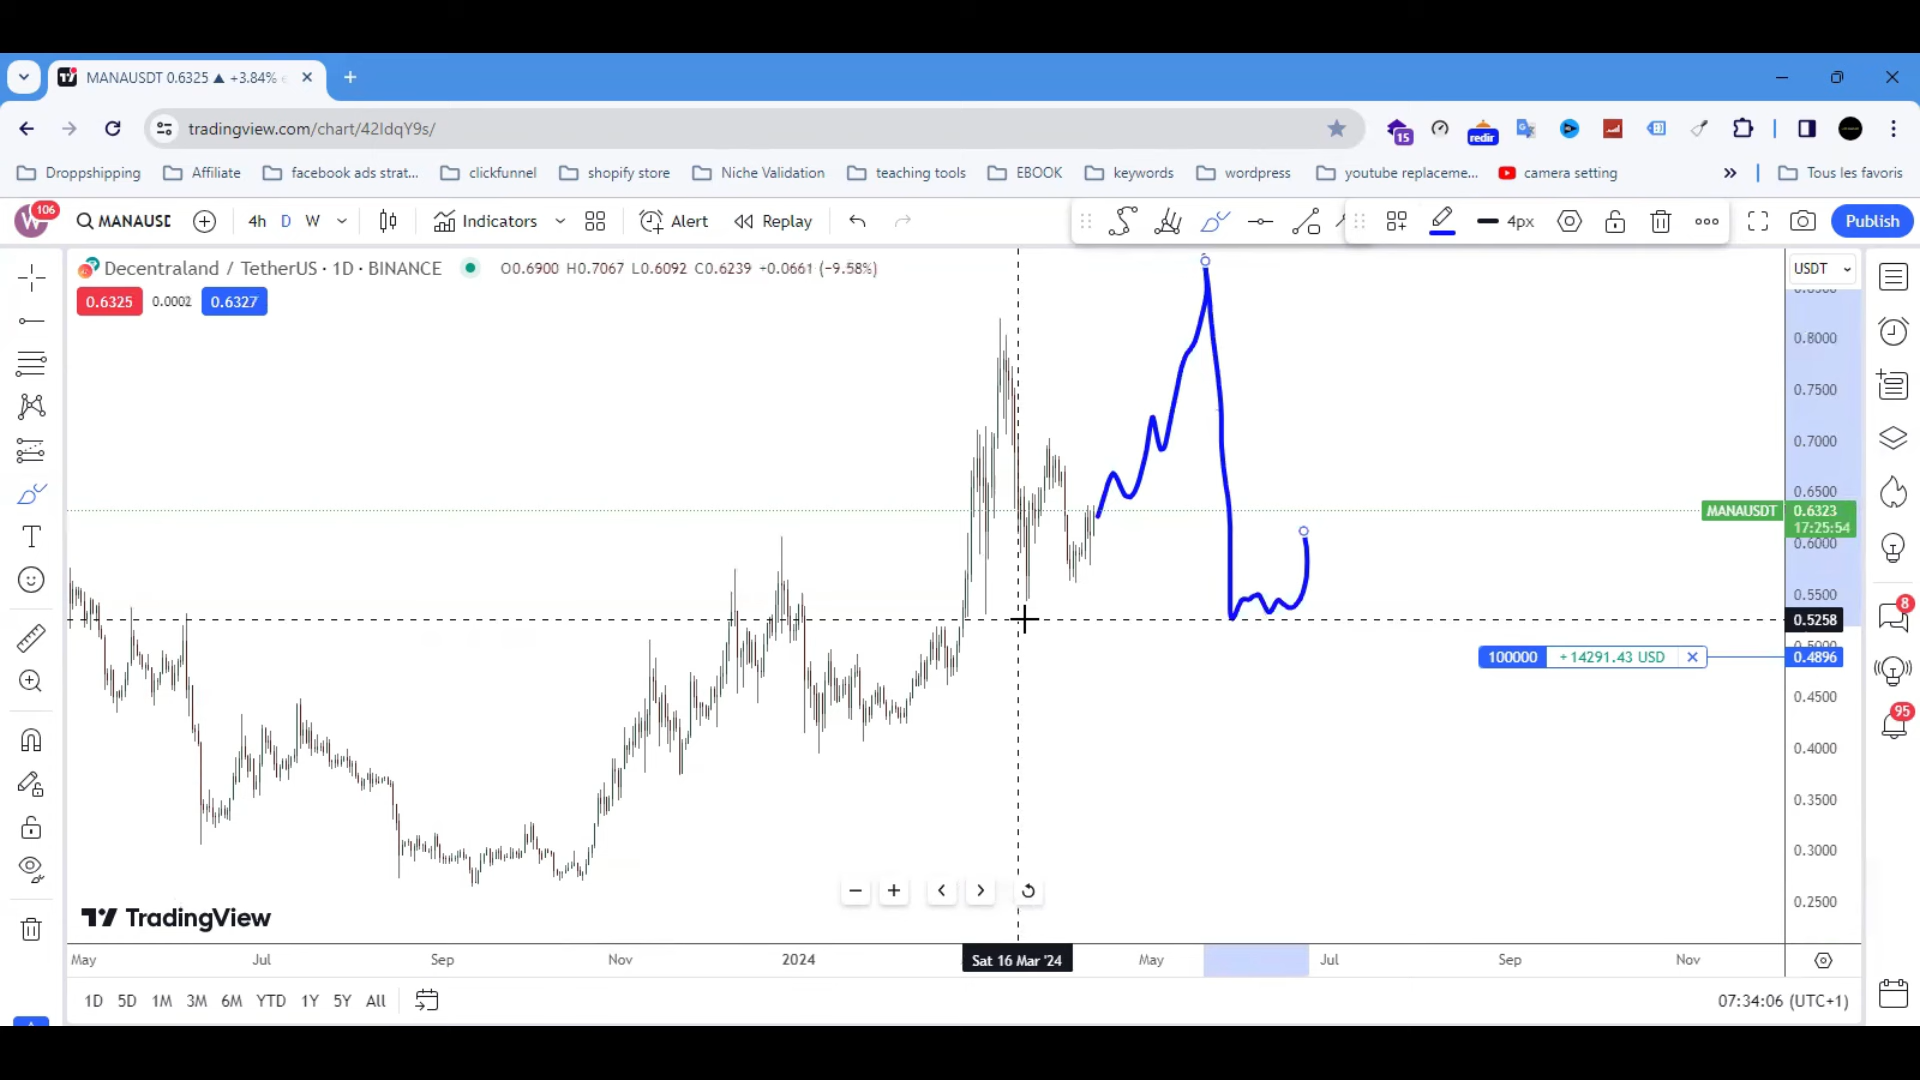 MANAUSDT 0.6325 ▲ +3.84%
tradingview.com/chart/42IdqY9s/
15
redir
Droppshipping
Affiliate
facebook ads strat...
clickfunnel
shopify store
Niche Validation
teaching tools
EBOOK
keywords
wordpress
youtube replaceme...
camera setting
Tous les favoris
W
106
MANAUSD
4h
D
W
Indicators
Alert
Replay
4px
Publish
Decentraland / TetherUS · 1D · BINANCE
O0.6900 H0.7067 L0.6092 C0.6239 +0.0661 (−9.58%)
USDT
0.6325
0.0002
0.6327
0.8000
0.7500
0.7000
0.6500
MANAUSDT
0.6323
17:25:54
0.6000
0.5500
0.5258
8
100000
+14291.43 USD
0.4896
0.4500
95
0.4000
0.3500
0.3000
0.2500
TradingView
May
Jul
Sep
Nov
2024
Sat 16 Mar '24
May
Jul
Sep
Nov
1D
5D
1M
3M
6M
YTD
1Y
5Y
All
07:34:06 (UTC+1)